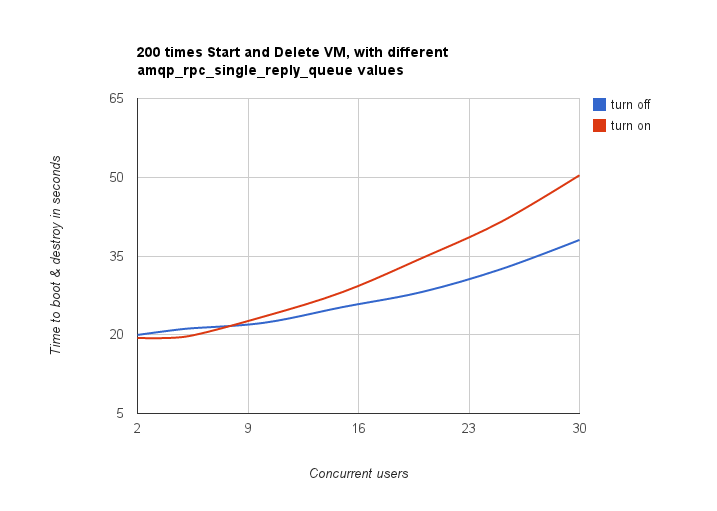 200 times Start and Delete VM, with different
amqp_rpc_single_reply_queue values
turn off
turn on
Time to boot & destroy in seconds
65
50
35
20
5
2 9 16 23 30
Concurrent users